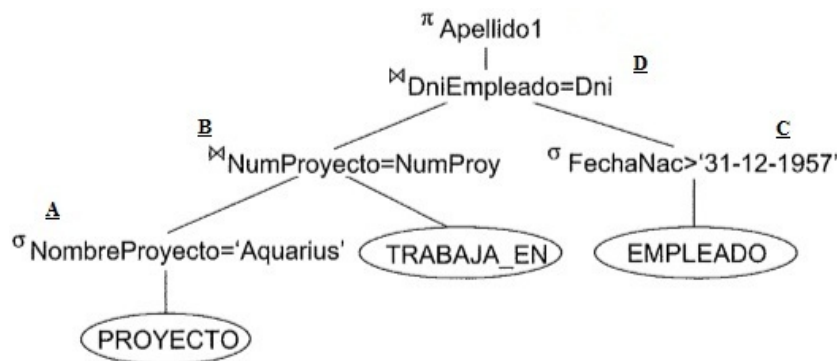 π Apellido1
⋈ DniEmpleado=Dni D
B
⋈ NumProyecto=NumProy
C
σ FechaNac>'31-12-1957'
A
σ NombreProyecto='Aquarius'
TRABAJA_EN
EMPLEADO
PROYECTO